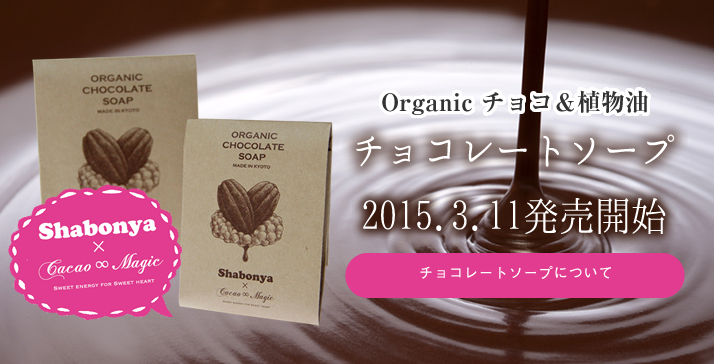 ORGANIC
CHOCOLATE
SOAP
MADE IN KYOTO
ORGANIC
CHOCOLATE
SOAP
MADE IN KYOTO
Shabonya
×
Cacao ∞ Magic
Shabonya
×
Cacao ∞ Magic
SWEET ENERGY FOR SWEET HEART
Organic チョコ&植物油
チョコレートソープ
2015.3.11発売開始
チョコレートソープについて